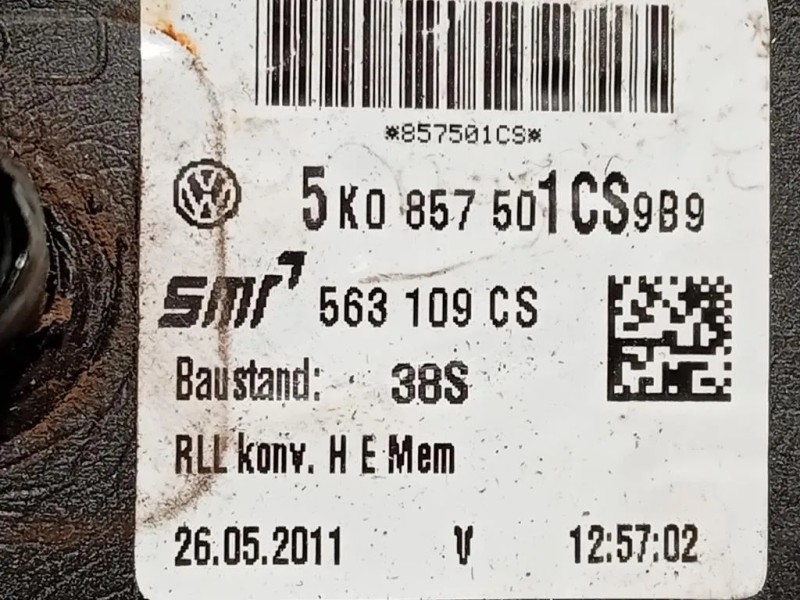 *857501CS*
5K0 857 501CS9B9
smr 563 109 CS
Baustand: 38S
RLL konv. H E Mem
26.05.2011 V 12:57:02